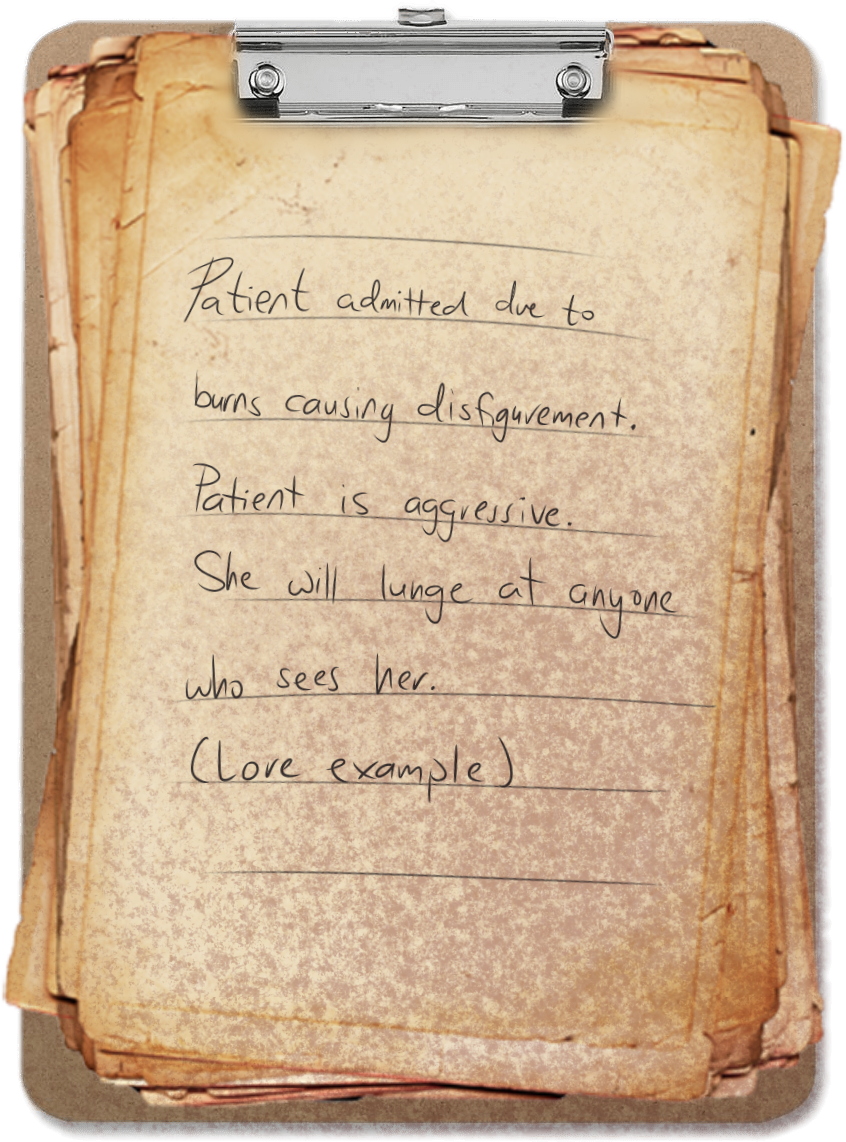 Patient admitted due to
burns causing disfigurement.
Patient is aggressive.
She will lunge at anyone
who sees her.
(Lore example)